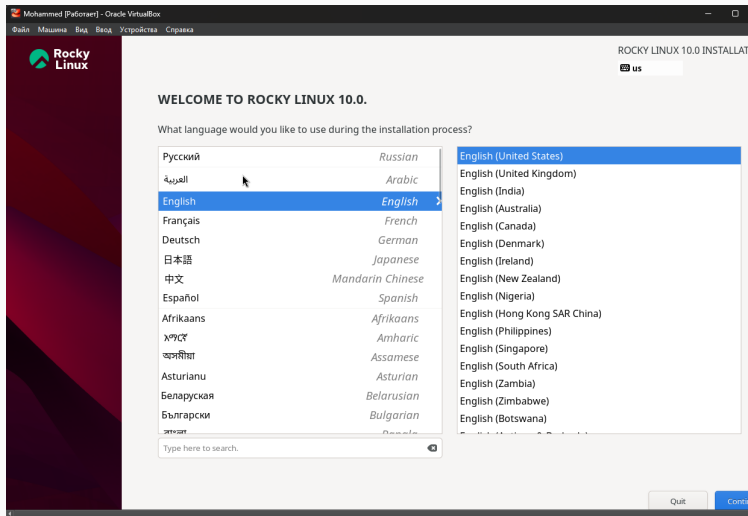 Mohammed [Работает] - Oracle VirtualBox
Файл Машина Вид Ввод Устройства Справка
Rocky Linux
ROCKY LINUX 10.0 INSTALLAT
us
WELCOME TO ROCKY LINUX 10.0.
What language would you like to use during the installation process?
Русский Russian
العربية Arabic
English English
Français French
Deutsch German
日本語 Japanese
中文 Mandarin Chinese
Español Spanish
Afrikaans Afrikaans
አማርኛ Amharic
অসমীয়া Assamese
Asturianu Asturian
Беларуская Belarusian
Български Bulgarian
Type here to search.
English (United States)
English (United Kingdom)
English (India)
English (Australia)
English (Canada)
English (Denmark)
English (Ireland)
English (New Zealand)
English (Nigeria)
English (Hong Kong SAR China)
English (Philippines)
English (Singapore)
English (South Africa)
English (Zambia)
English (Zimbabwe)
English (Botswana)
Quit
Conti